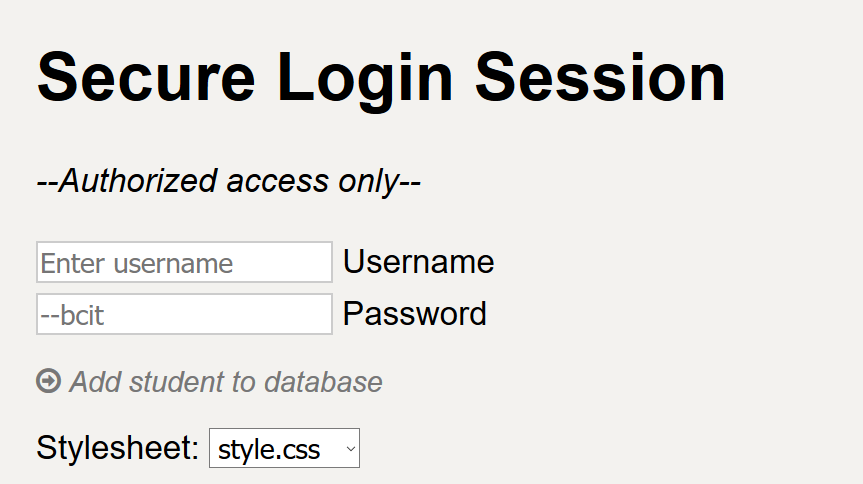 Secure Login Session
--Authorized access only--
Enter username Username
--bcit Password
Add student to database
Stylesheet: style.css